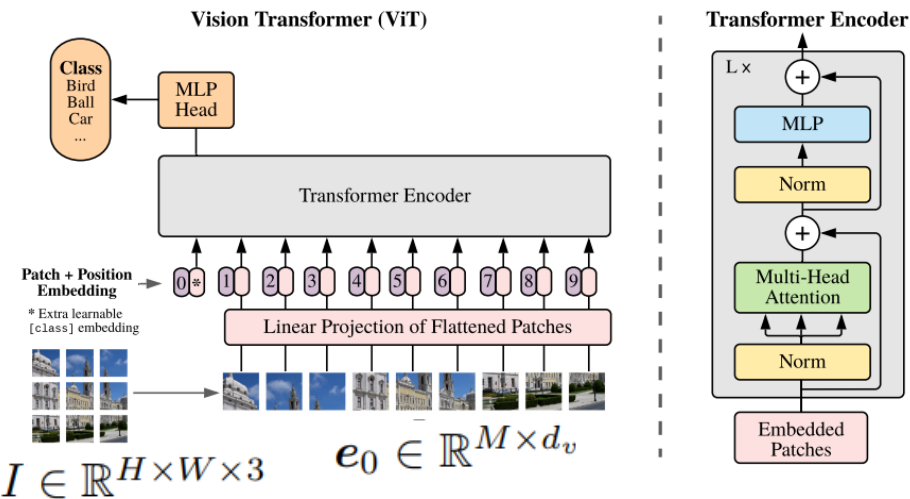 Vision Transformer (ViT)
Class
Bird
Ball
Car
...
MLP
Head
Transformer Encoder
Patch + Position
Embedding
0 * 1 2 3 4 5 6 7 8 9
* Extra learnable
[class] embedding
Linear Projection of Flattened Patches
I ∈ ℝ^{H×W×3}
e₀ ∈ ℝ^{M×d_v}
Transformer Encoder
L ×
+
MLP
Norm
+
Multi-Head
Attention
Norm
Embedded
Patches